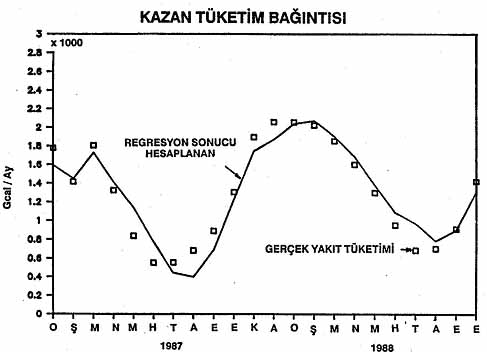 KAZAN TÜKETİM BAĞINTISI
x 1000
3
2.8
2.6
2.4
2.2
2
1.8
1.6
1.4
1.2
1
0.8
0.6
0.4
0.2
0
Gcal / Ay
REGRESYON SONUCU
HESAPLANAN
GERÇEK YAKIT TÜKETİMİ
O Ş M N M H T A E E K A O Ş M N M H T A E E
1987 1988